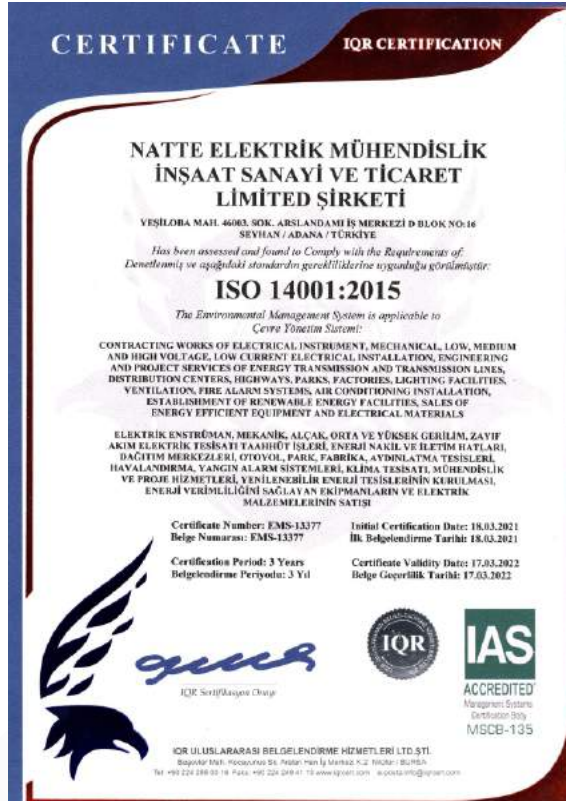 CERTIFICATE
IQR CERTIFICATION
NATTE ELEKTRİK MÜHENDİSLİK
İNŞAAT SANAYİ VE TİCARET
LİMİTED ŞİRKETİ
YEŞİLOBA MAH. 46003. SOK. ARSLANDAMI İŞ MERKEZİ D BLOK NO:16
SEYHAN / ADANA / TÜRKİYE
Has been assessed and found to Comply with the Requirements of:
Denetlenmiş ve aşağıdaki standardın gerekliliklerine uygunduğu görülmüştür:
ISO 14001:2015
The Environmental Management System is applicable to
Çevre Yönetim Sistemi:
CONTRACTING WORKS OF ELECTRICAL INSTRUMENT, MECHANICAL, LOW, MEDIUM
AND HIGH VOLTAGE, LOW CURRENT ELECTRICAL INSTALLATION, ENGINEERING
AND PROJECT SERVICES OF ENERGY TRANSMISSION AND TRANSMISSION LINES,
DISTRIBUTION CENTERS, HIGHWAYS, PARKS, FACTORIES, LIGHTING FACILITIES,
VENTILATION, FIRE ALARM SYSTEMS, AIR CONDITIONING INSTALLATION,
ESTABLISHMENT OF RENEWABLE ENERGY FACILITIES, SALES OF
ENERGY EFFICIENT EQUIPMENT AND ELECTRICAL MATERIALS
ELEKTRİK ENSTRÜMAN, MEKANİK, ALÇAK, ORTA VE YÜKSEK GERİLİM, ZAYIF
AKIM ELEKTRİK TESİSATI TAAHHÜT İŞLERİ, ENERJİ NAKİL VE İLETİM HATLARI,
DAĞITIM MERKEZLERİ, OTOYOL, PARK, FABRİKA, AYDINLATMA TESİSLERİ,
HAVALANDIRMA, YANGIN ALARM SİSTEMLERİ, KLİMA TESİSATI, MÜHENDİSLİK
VE PROJE HİZMETLERİ, YENİLENEBİLİR ENERJİ TESİSLERİNİN KURULMASI,
ENERJİ VERİMLİLİĞİNİ SAĞLAYAN EKİPMANLARIN VE ELEKTRİK
MALZEMELERİNİN SATIŞI
Certificate Number: EMS-13377
Belge Numarası: EMS-13377
Initial Certification Date: 18.03.2021
İlk Belgelendirme Tarihi: 18.03.2021
Certification Period: 3 Years
Belgelendirme Periyodu: 3 Yıl
Certificate Validity Date: 17.03.2022
Belge Geçerlilik Tarihi: 17.03.2022
IQR Sertifikasyon Onayı
IQR
IAS
ACCREDITED
Management Systems
Certification Body
MSCB-135
IQR ULUSLARARASI BELGELENDİRME HİZMETLERİ LTD.ŞTİ.